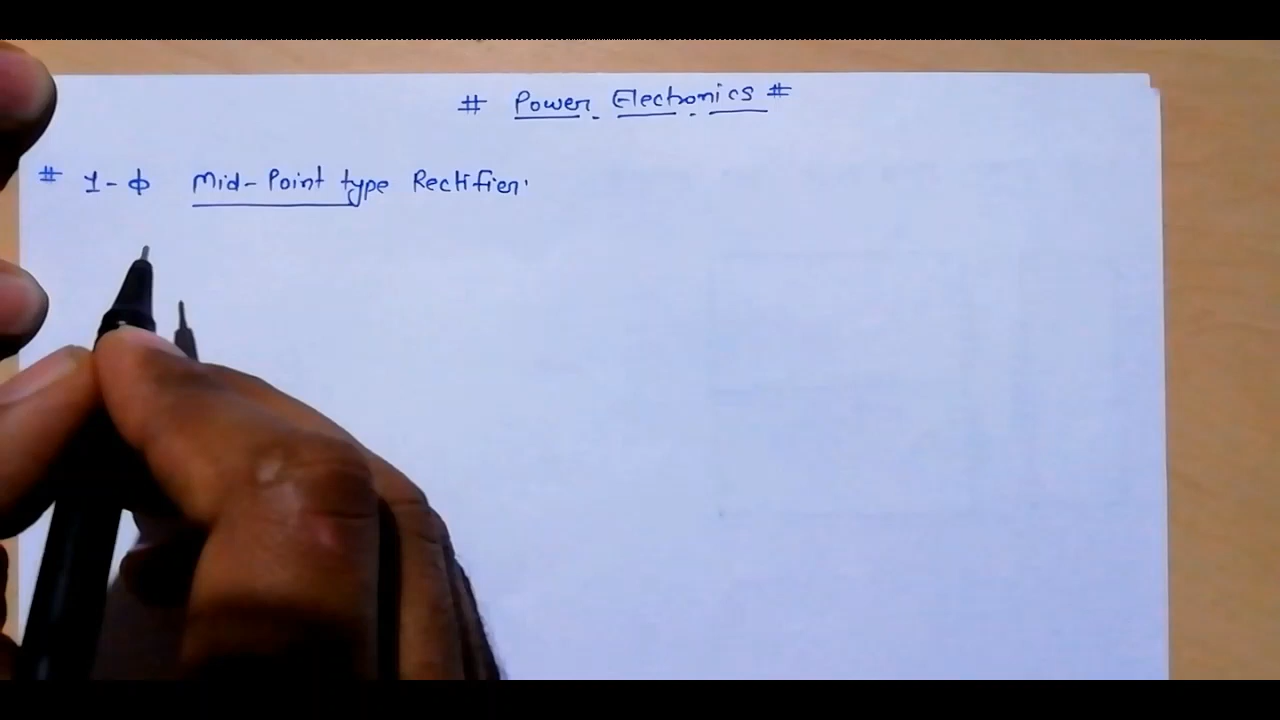 # Power Electronics #
# 1-ф Mid-Point type Rectifier.